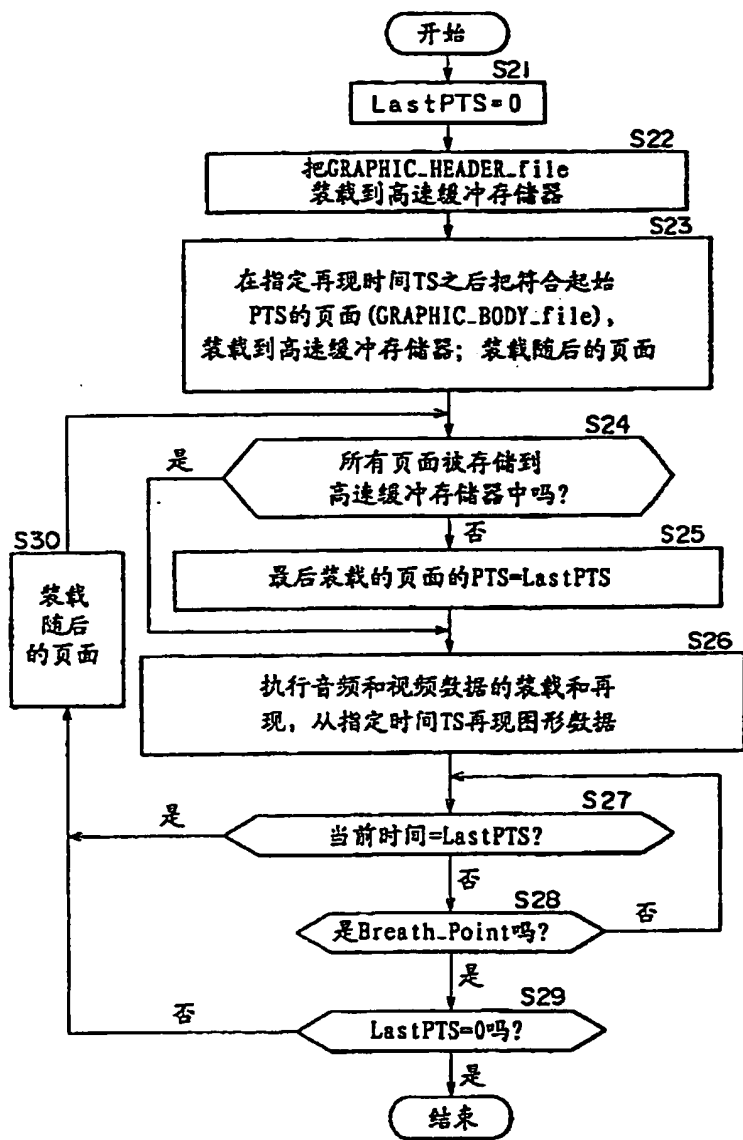 开始
S21
LastPTS=0
S22
把GRAPHIC_HEADER_file
装载到高速缓冲存储器
S23
在指定再现时间TS之后把符合起始
PTS的页面(GRAPHIC_BODY_file),
装载到高速缓冲存储器;装载随后的页面
S24
是
所有页面被存储到
高速缓冲存储器中吗?
否
S30
装载
随后
的页面
S25
最后装载的页面的PTS=LastPTS
S26
执行音频和视频数据的装载和再
现,从指定时间TS再现图形数据
S27
是
当前时间=LastPTS?
否
S28
是Breath_Point吗?
否
是
S29
否
LastPTS=0吗?
是
结束